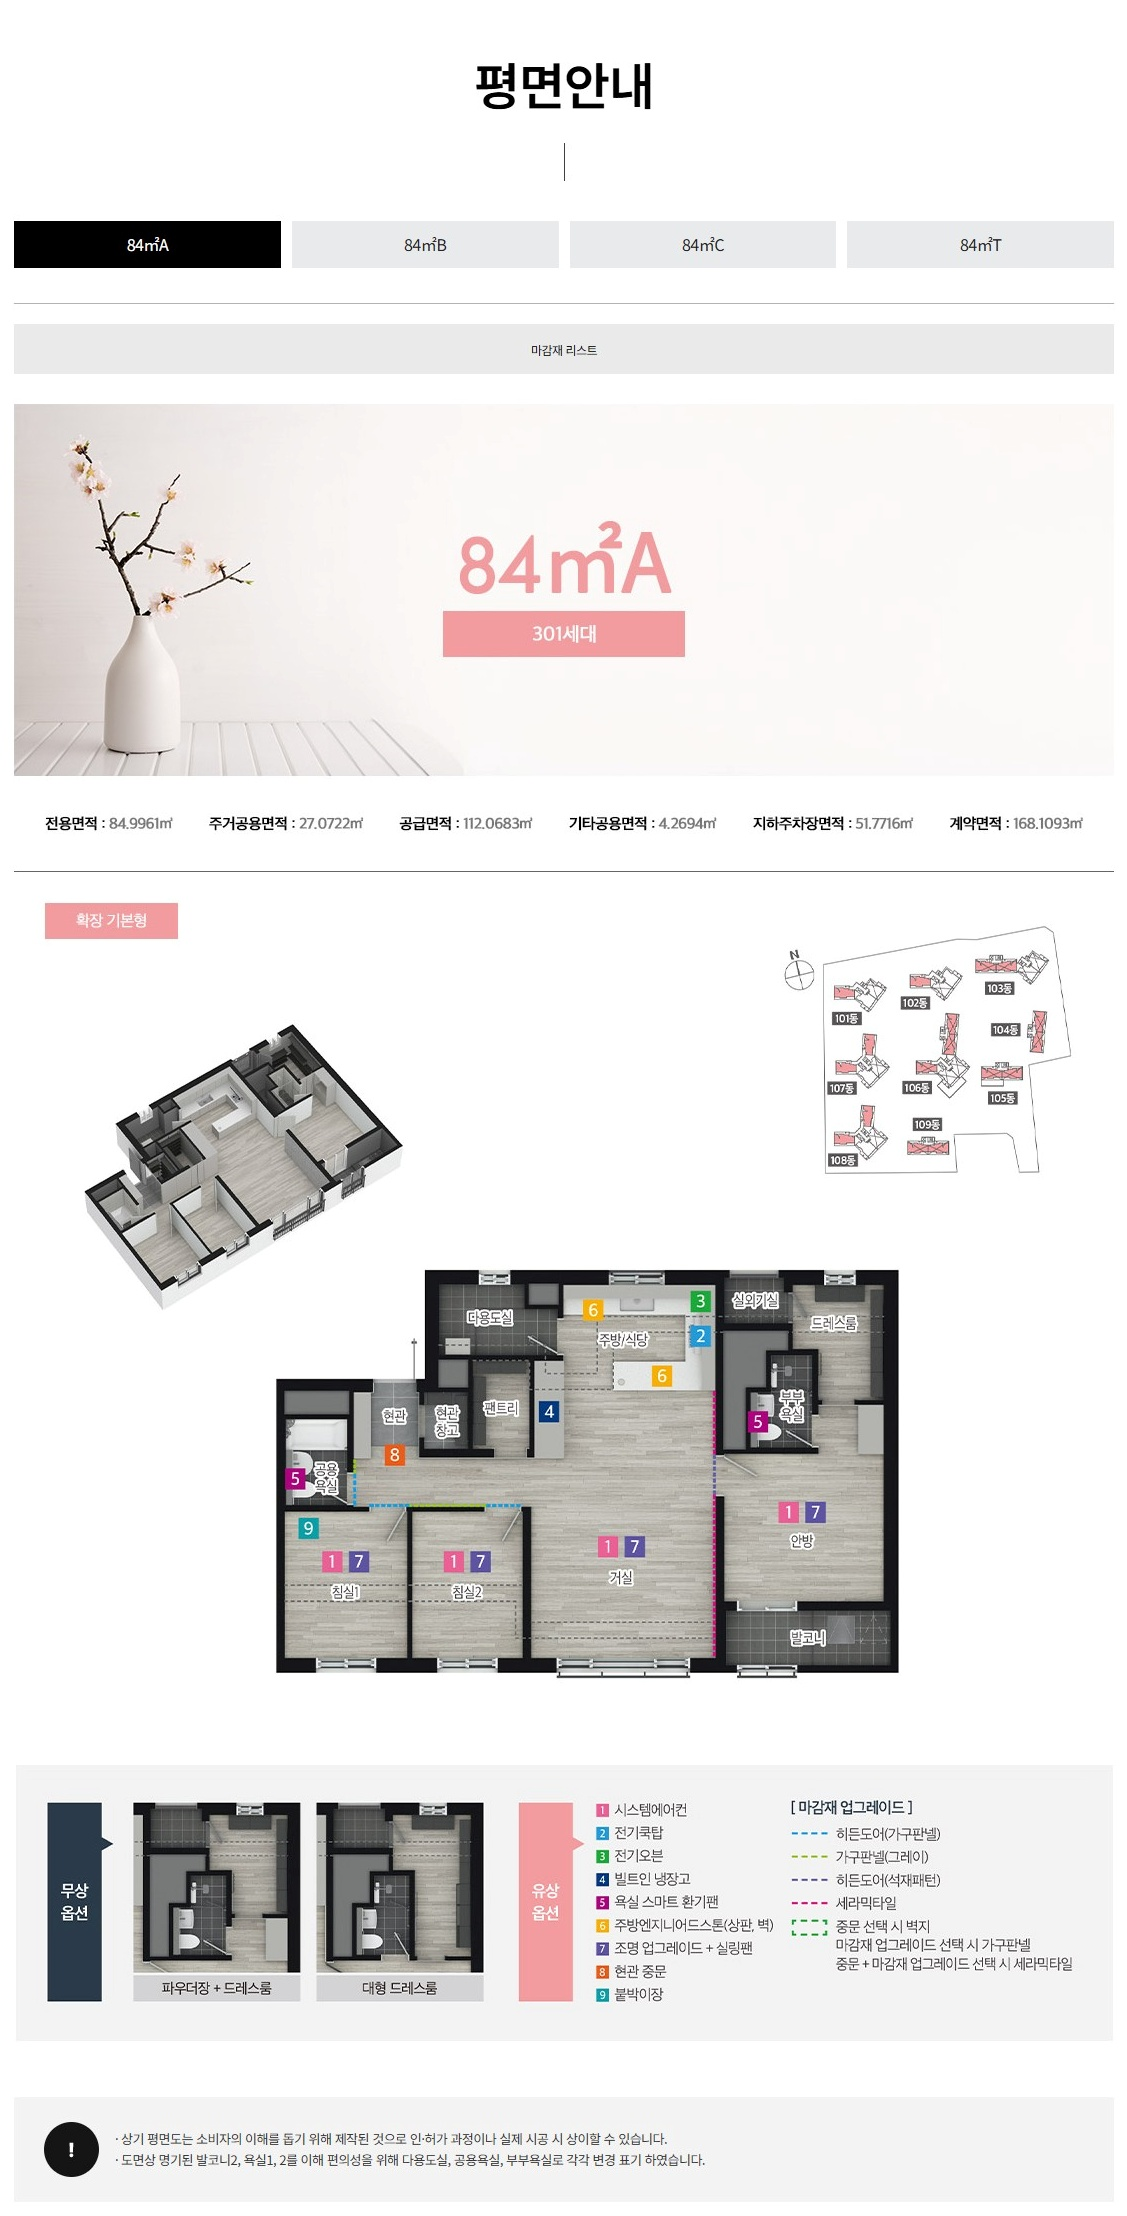 평면안내
84㎡A
84㎡B
84㎡C
84㎡T
마감재 리스트
84㎡A
301세대
전용면적 : 84.9961㎡
주거공용면적 : 27.0722㎡
공급면적 : 112.0683㎡
기타공용면적 : 4.2694㎡
지하주차장면적 : 51.7716㎡
계약면적 : 168.1093㎡
확장 기본형
N
101동
102동
103동
104동
105동
106동
107동
108동
109동
다용도실
6
3
주방/식당
2
6
실외기실
드레스룸
현관
현관
창고
팬트리
4
부부
욕실
5
8
5
공용
욕실
9
1 7
침실1
1 7
침실2
1 7
거실
1 7
안방
발코니
무상
옵션
파우더장 + 드레스룸
대형 드레스룸
유상
옵션
1 시스템에어컨
2 전기쿡탑
3 전기오븐
4 빌트인 냉장고
5 욕실 스마트 환기팬
6 주방엔지니어드스톤(상판, 벽)
7 조명 업그레이드 + 실링팬
8 현관 중문
9 붙박이장
[ 마감재 업그레이드 ]
히든도어(가구판넬)
가구판넬(그레이)
히든도어(석재패턴)
세라믹타일
중문 선택 시 벽지
마감재 업그레이드 선택 시 가구판넬
중문 + 마감재 업그레이드 선택 시 세라믹타일
!
· 상기 평면도는 소비자의 이해를 돕기 위해 제작된 것으로 인·허가 과정이나 실제 시공 시 상이할 수 있습니다.
· 도면상 명기된 발코니2, 욕실1, 2를 이해 편의성을 위해 다용도실, 공용욕실, 부부욕실로 각각 변경 표기 하였습니다.